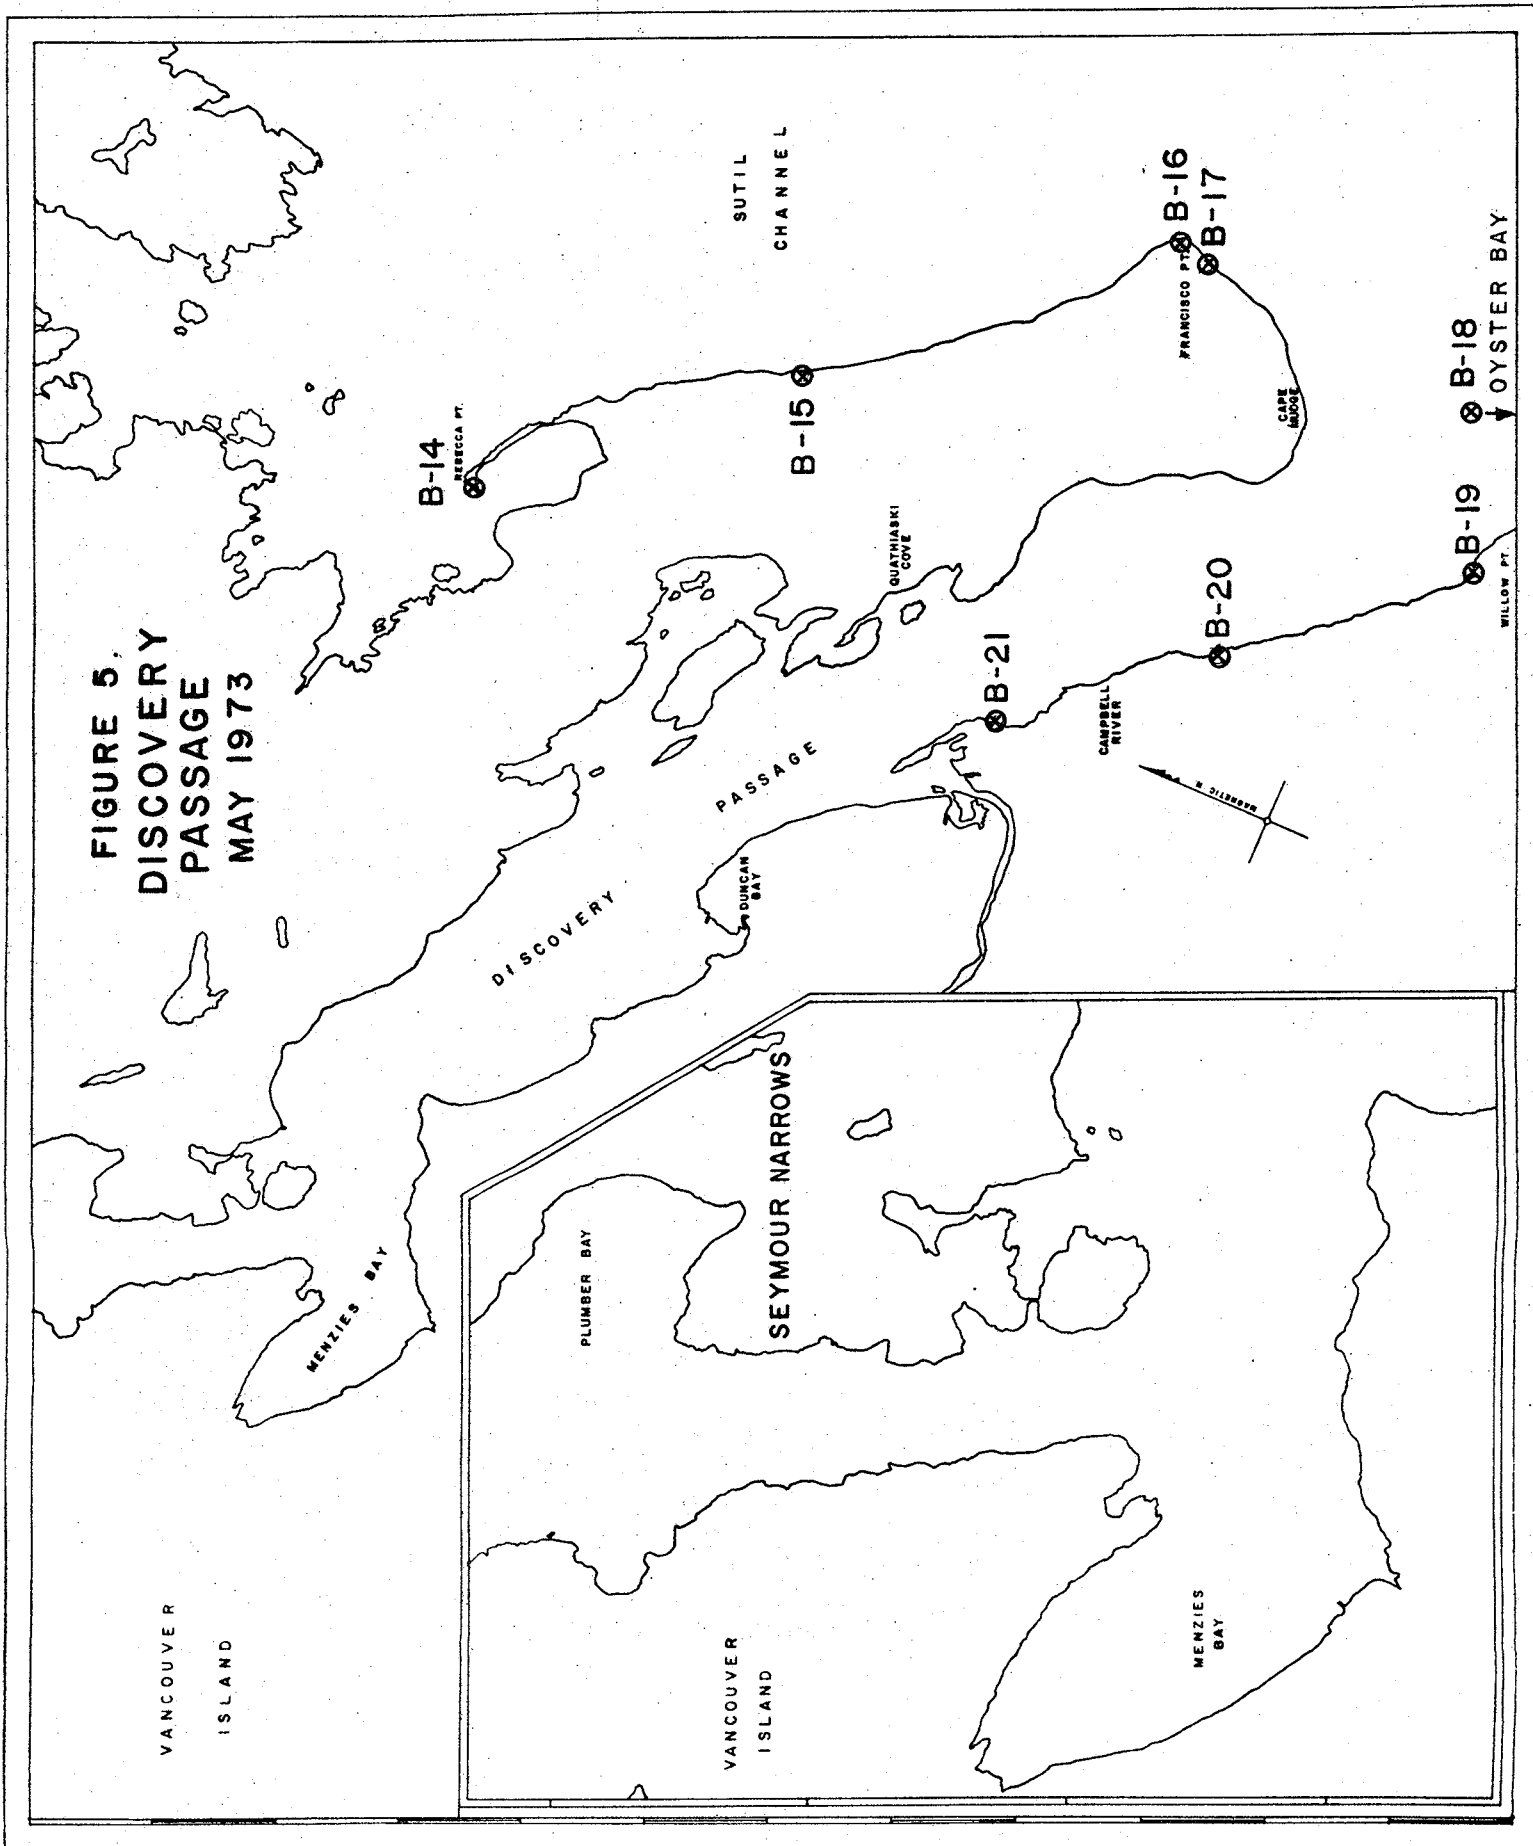 FIGURE 5.
DISCOVERY
PASSAGE
MAY 1973
VANCOUVER
ISLAND
MENZIES BAY
DISCOVERY
PASSAGE
DUNCAN
BAY
B-14
REBECCA PT.
SUTIL
CHANNEL
B-15
QUATHIASKI
COVE
B-16
FRANCISCO PT.
B-17
CAPE
MUDGE
B-18
OYSTER BAY
B-19
WILLOW PT.
B-20
B-21
CAMPBELL
RIVER
MAGNETIC N.
SEYMOUR NARROWS
PLUMBER BAY
VANCOUVER
ISLAND
MENZIES
BAY